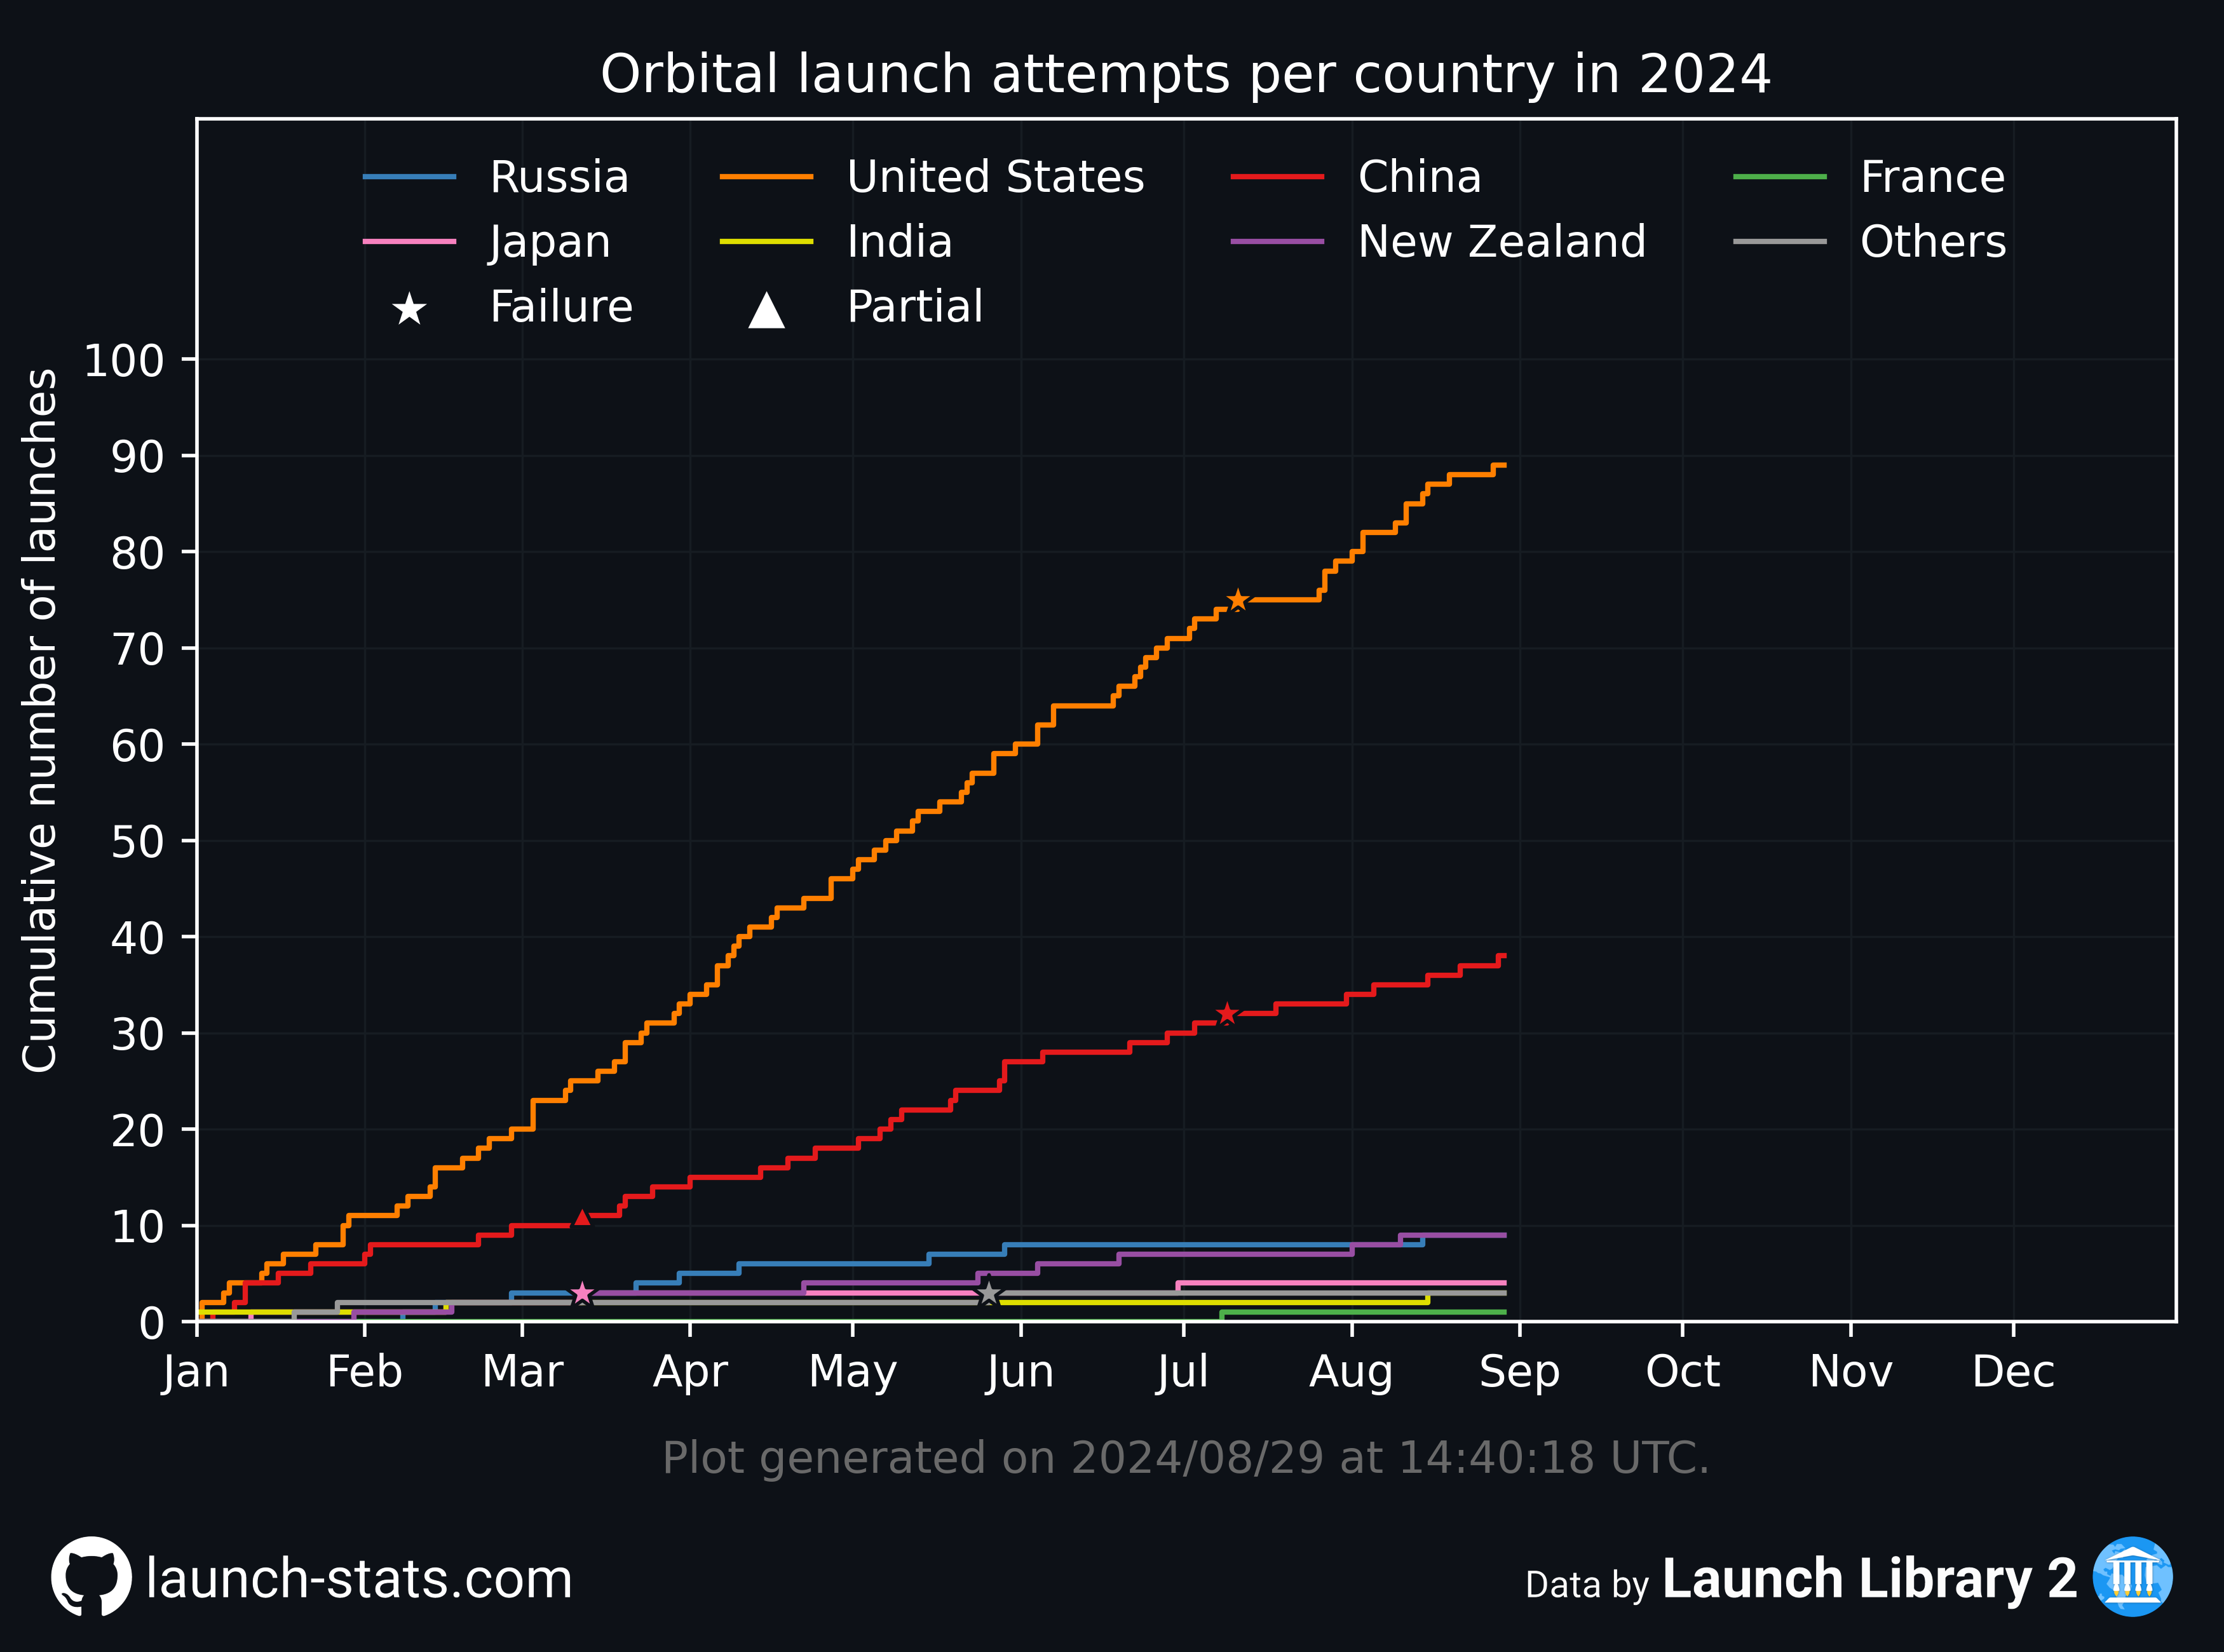 Orbital launch attempts per country in 2024
Russia United States China France
Japan India New Zealand Others
Failure Partial
Cumulative number of launches
100
90
80
70
60
50
40
30
20
10
0
Jan Feb Mar Apr May Jun Jul Aug Sep Oct Nov Dec
Plot generated on 2024/08/29 at 14:40:18 UTC.
launch-stats.com
Data by Launch Library 2